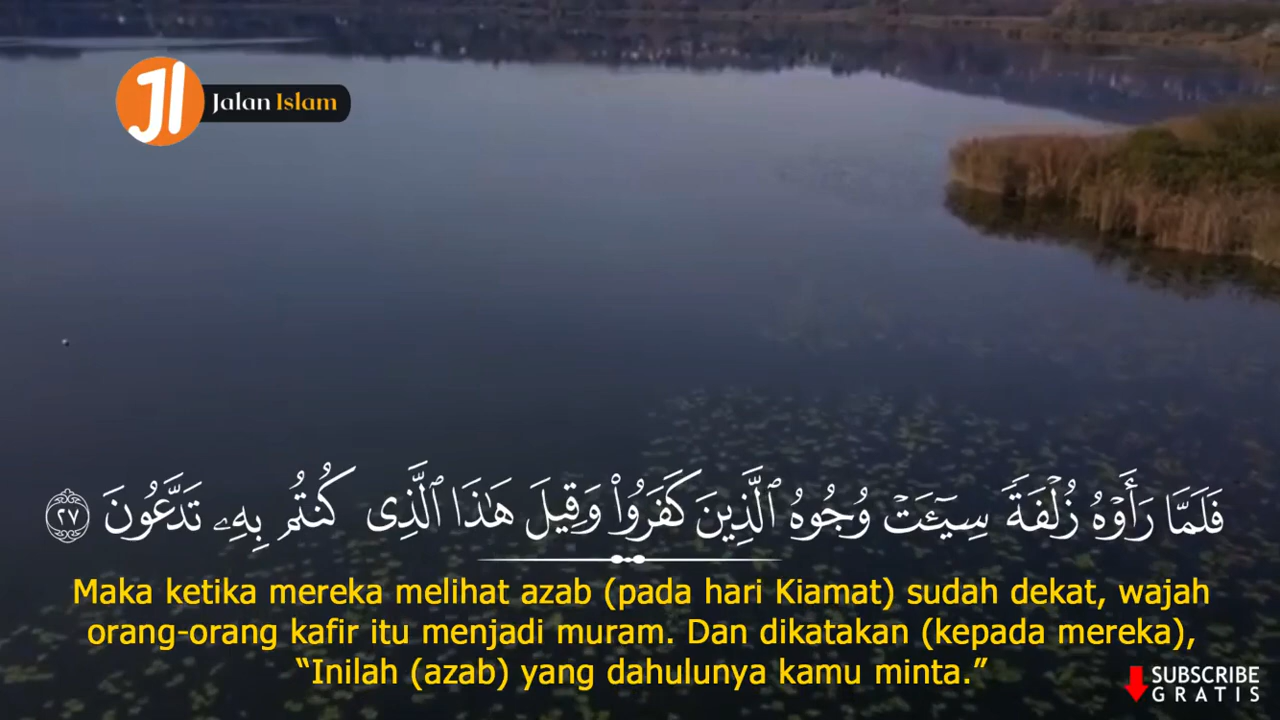 JI
Jalan Islam
فَلَمَّا رَأَوْهُ زُلْفَةً سِيٓـَٔتْ وُجُوهُ ٱلَّذِينَ كَفَرُوا۟ وَقِيلَ هَـٰذَا ٱلَّذِى كُنتُم بِهِۦ تَدَّعُونَ ٢٧
Maka ketika mereka melihat azab (pada hari Kiamat) sudah dekat, wajah
orang-orang kafir itu menjadi muram. Dan dikatakan (kepada mereka),
“Inilah (azab) yang dahulunya kamu minta.”
SUBSCRIBE
GRATIS